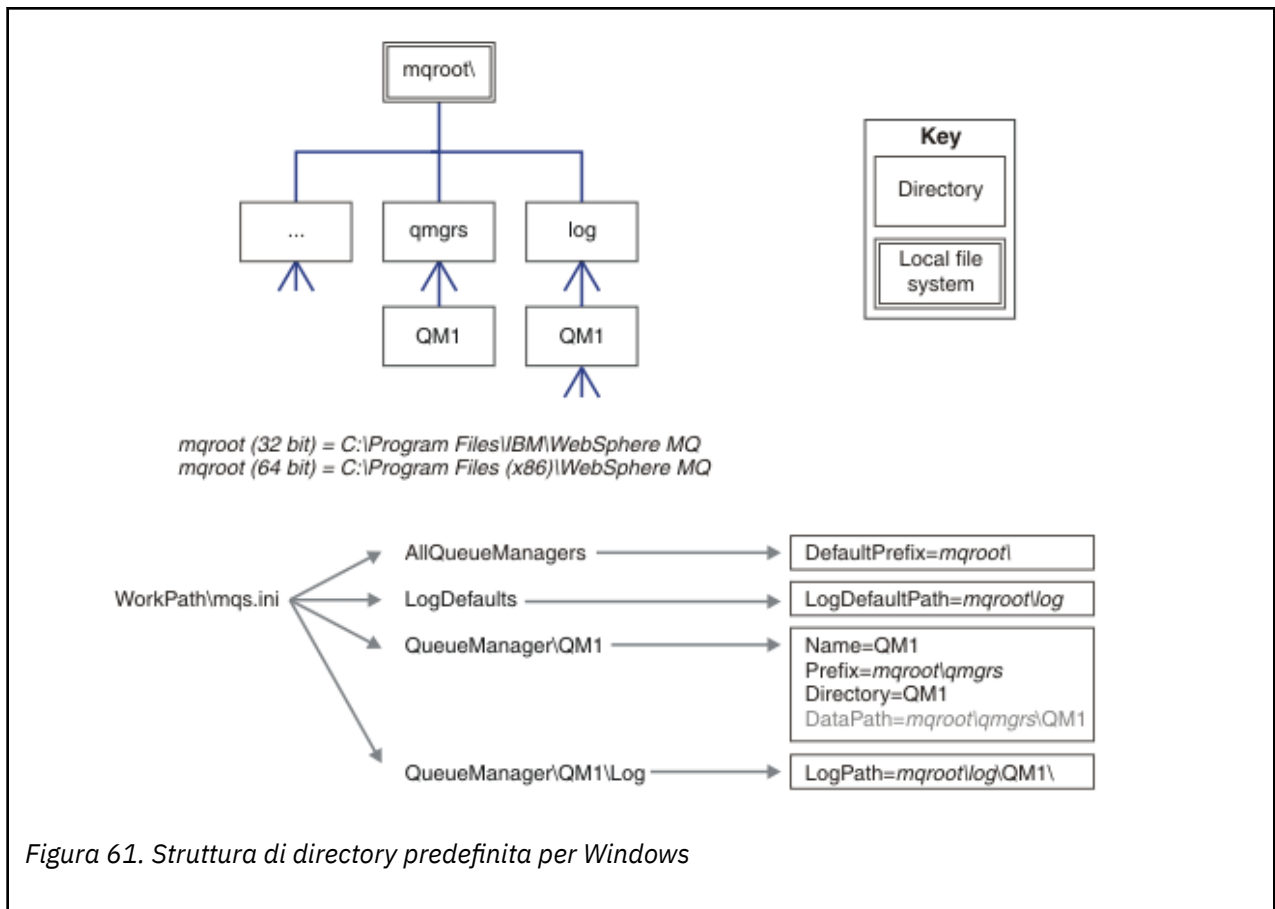 mqroot\
Key
Directory
Local file
system
...
qmgrs
log
QM1
QM1
mqroot (32 bit) = C:\Program Files\IBM\WebSphere MQ
mqroot (64 bit) = C:\Program Files (x86)\WebSphere MQ
WorkPath\mqs.ini
AllQueueManagers
DefaultPrefix=mqroot\
LogDefaults
LogDefaultPath=mqroot\log
QueueManager\QM1
Name=QM1
Prefix=mqroot\qmgrs
Directory=QM1
DataPath=mqroot\qmgrs\QM1
QueueManager\QM1\Log
LogPath=mqroot\log\QM1\
Figura 61. Struttura di directory predefinita per Windows